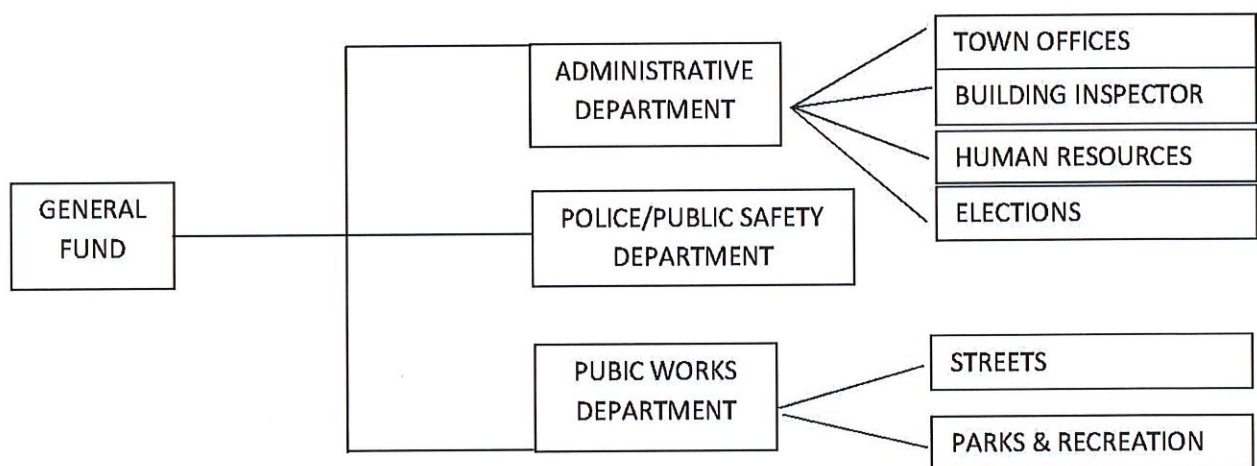 GENERAL
FUND
ADMINISTRATIVE
DEPARTMENT
POLICE/PUBLIC SAFETY
DEPARTMENT
PUBIC WORKS
DEPARTMENT
TOWN OFFICES
BUILDING INSPECTOR
HUMAN RESOURCES
ELECTIONS
STREETS
PARKS & RECREATION